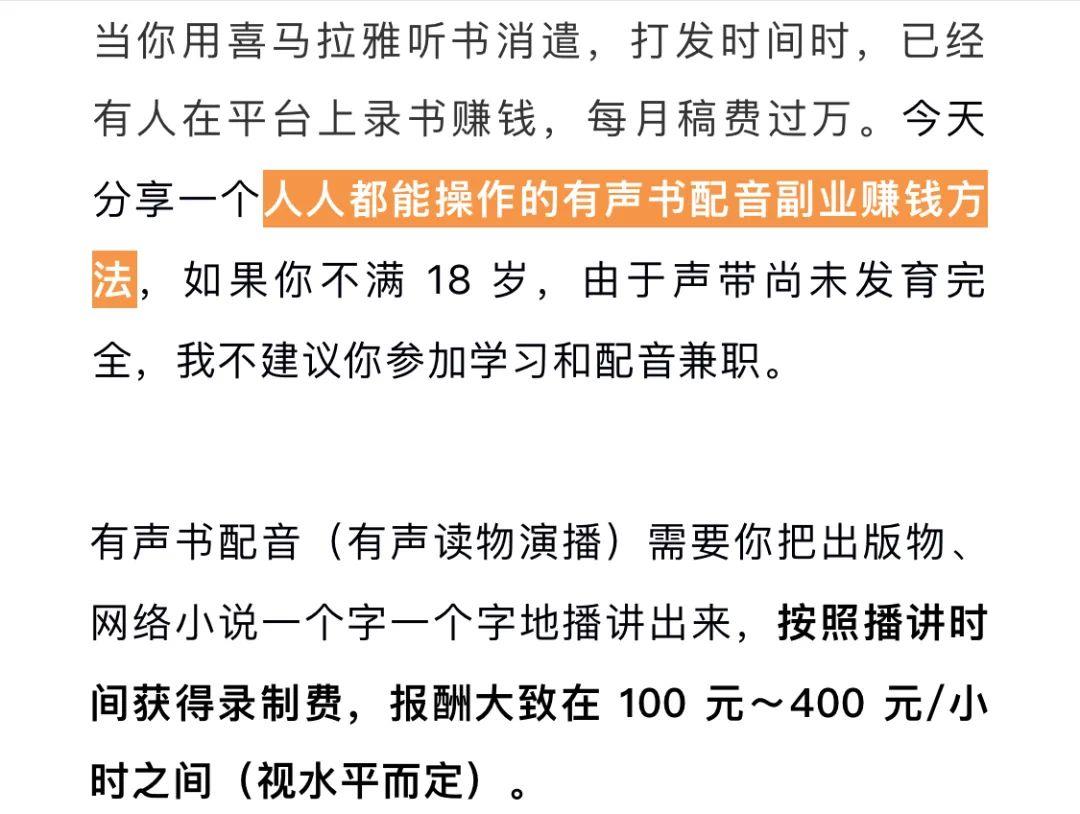 当你用喜马拉雅听书消遣，打发时间时，已经
有人在平台上录书赚钱，每月稿费过万。今天
分享一个人人都能操作的有声书配音副业赚钱方
法，如果你不满 18 岁，由于声带尚未发育完
全，我不建议你参加学习和配音兼职。
有声书配音（有声读物演播）需要你把出版物、
网络小说一个字一个字地播讲出来，按照播讲时
间获得录制费，报酬大致在 100 元～400 元/小
时之间（视水平而定）。